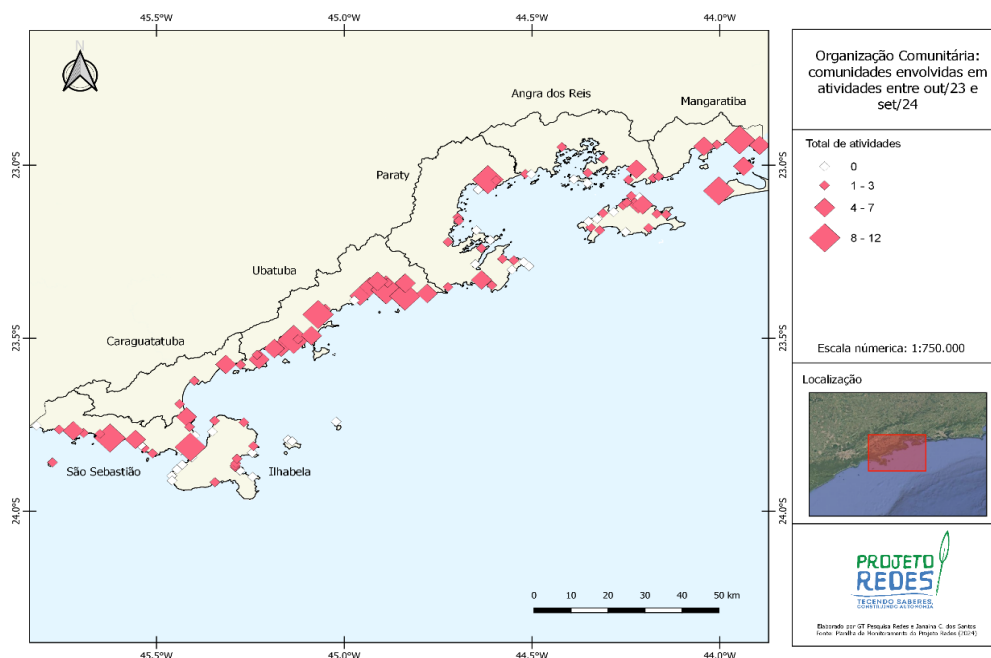 45.5°W 45.0°W 44.5°W 44.0°W
N
Organização Comunitária:
comunidades envolvidas em
atividades entre out/23 e
set/24
Angra dos Reis
Mangaratiba
Total de atividades
0
1 - 3
4 - 7
8 - 12
23.0°S 23.0°S
Paraty
Ubatuba
Caraguatatuba
23.5°S 23.5°S
Escala númerica: 1:750.000
Localização
São Sebastião
Ilhabela
24.0°S 24.0°S
PROJETO
REDES
TECENDO SABERES,
CONSTRUINDO AUTONOMIA
0 10 20 30 40 50 km
Elaborado por GT Pesquisa Redes e Janaína C. dos Santos
Fonte: Planilha de Monitoramento do Projeto Redes (2024)
45.5°W 45.0°W 44.5°W 44.0°W